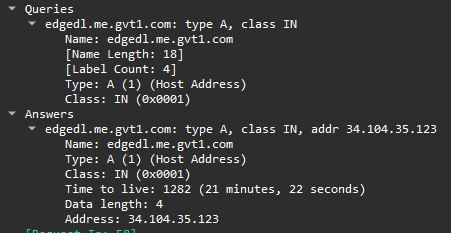 Queries
edgedl.me.gvt1.com: type A, class IN
Name: edgedl.me.gvt1.com
[Name Length: 18]
[Label Count: 4]
Type: A (1) (Host Address)
Class: IN (0x0001)
Answers
edgedl.me.gvt1.com: type A, class IN, addr 34.104.35.123
Name: edgedl.me.gvt1.com
Type: A (1) (Host Address)
Class: IN (0x0001)
Time to live: 1282 (21 minutes, 22 seconds)
Data length: 4
Address: 34.104.35.123